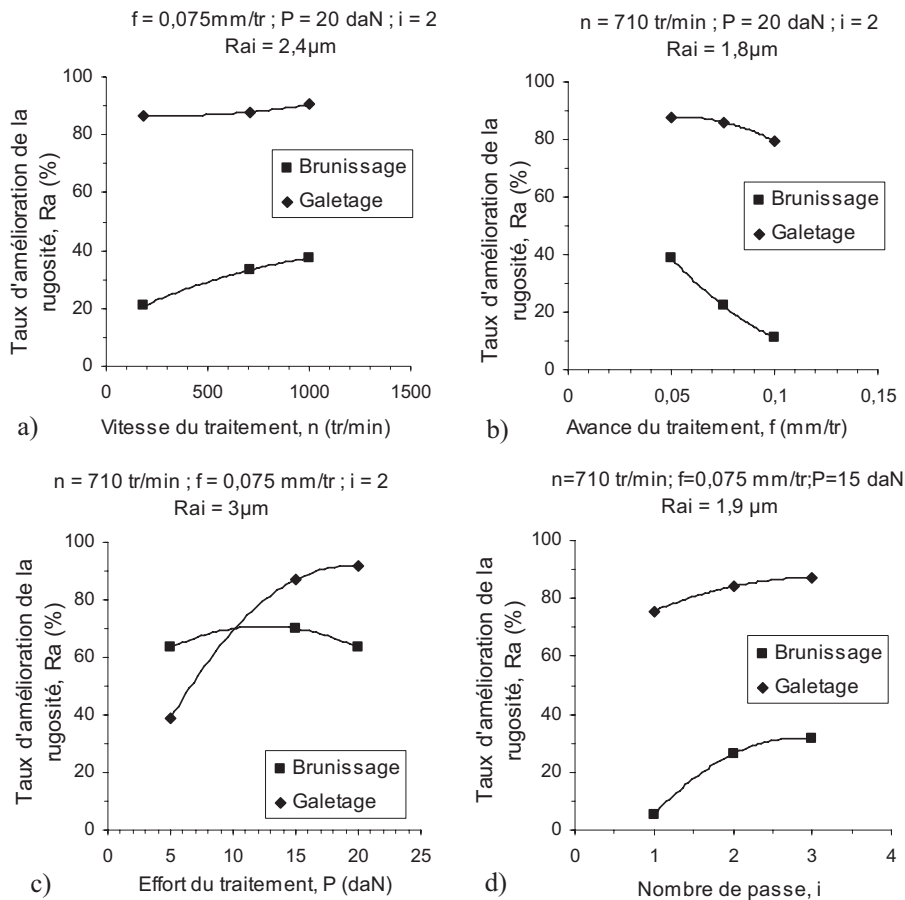 f = 0,075mm/tr ; P = 20 daN ; i = 2
Rai = 2,4µm
Taux d'amélioration de la
rugosité, Ra (%)
100
80
60
40
20
0
Brunissage
Galetage
0 500 1000 1500
a) Vitesse du traitement, n (tr/min)
n = 710 tr/min ; P = 20 daN ; i = 2
Rai = 1,8µm
Taux d'amélioration de la
rugosité, Ra (%)
100
80
60
40
20
0
Brunissage
Galetage
0 0,05 0,1 0,15
b) Avance du traitement, f (mm/tr)
n = 710 tr/min ; f = 0,075 mm/tr ; i = 2
Rai = 3µm
Taux d'amélioration de la
rugosité, Ra (%)
100
80
60
40
20
0
Brunissage
Galetage
0 5 10 15 20 25
c) Effort du traitement, P (daN)
n=710 tr/min; f=0,075 mm/tr;P=15 daN
Rai = 1,9 µm
Taux d'amélioration de la
rugosité, Ra (%)
100
80
60
40
20
0
Brunissage
Galetage
0 1 2 3 4
d) Nombre de passe, i